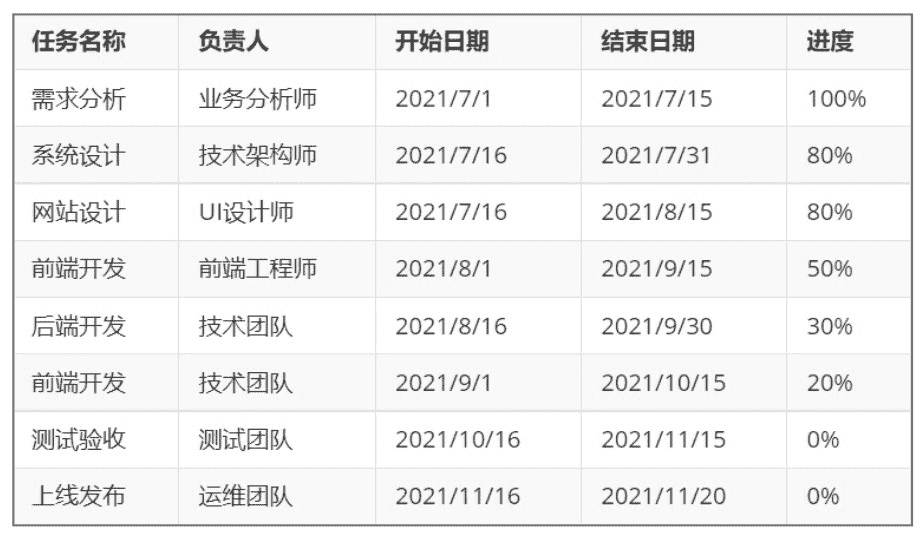 任务名称 负责人 开始日期 结束日期 进度
需求分析 业务分析师 2021/7/1 2021/7/15 100%
系统设计 技术架构师 2021/7/16 2021/7/31 80%
网站设计 UI设计师 2021/7/16 2021/8/15 80%
前端开发 前端工程师 2021/8/1 2021/9/15 50%
后端开发 技术团队 2021/8/16 2021/9/30 30%
前端开发 技术团队 2021/9/1 2021/10/15 20%
测试验收 测试团队 2021/10/16 2021/11/15 0%
上线发布 运维团队 2021/11/16 2021/11/20 0%